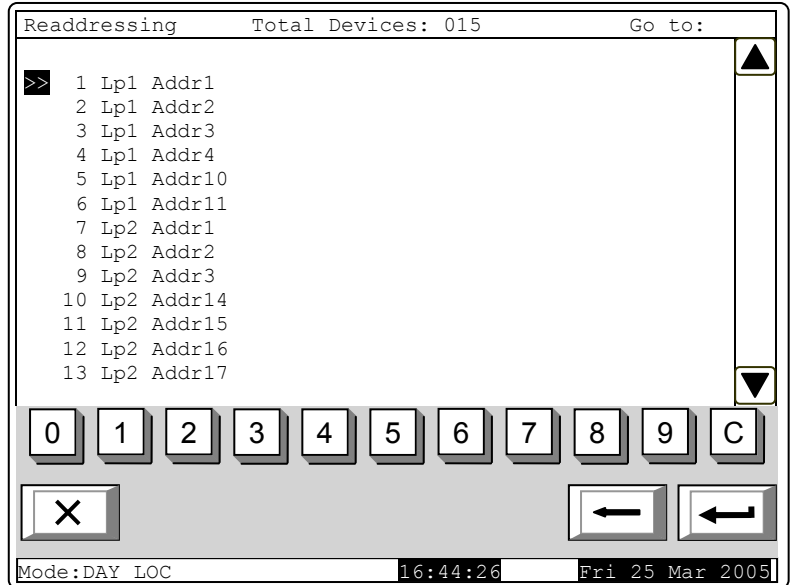 Readdressing Total Devices: 015 Go to:
>> 1 Lp1 Addr1
2 Lp1 Addr2
3 Lp1 Addr3
4 Lp1 Addr4
5 Lp1 Addr10
6 Lp1 Addr11
7 Lp2 Addr1
8 Lp2 Addr2
9 Lp2 Addr3
10 Lp2 Addr14
11 Lp2 Addr15
12 Lp2 Addr16
13 Lp2 Addr17
0 1 2 3 4 5 6 7 8 9 C
Mode:DAY LOC 16:44:26 Fri 25 Mar 2005